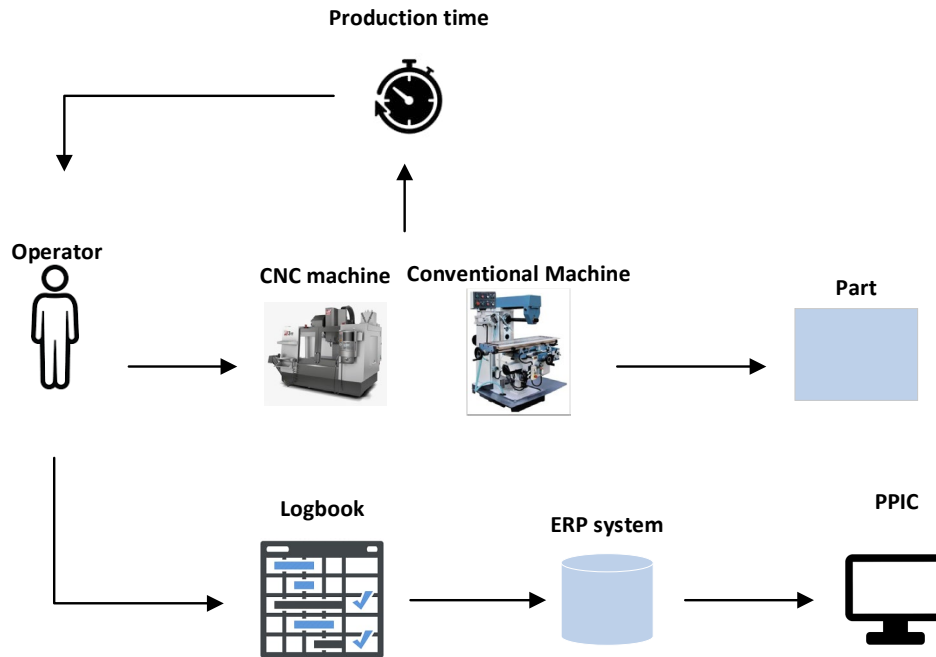 Production time
Operator
CNC machine
Conventional Machine
Part
Logbook
ERP system
PPIC